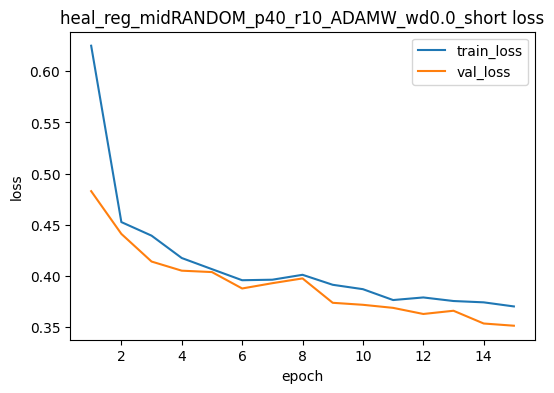 heal_reg_midRANDOM_p40_r10_ADAMW_wd0.0_short loss
train_loss
val_loss
0.60
0.55
0.50
0.45
0.40
0.35
loss
2 4 6 8 10 12 14
epoch